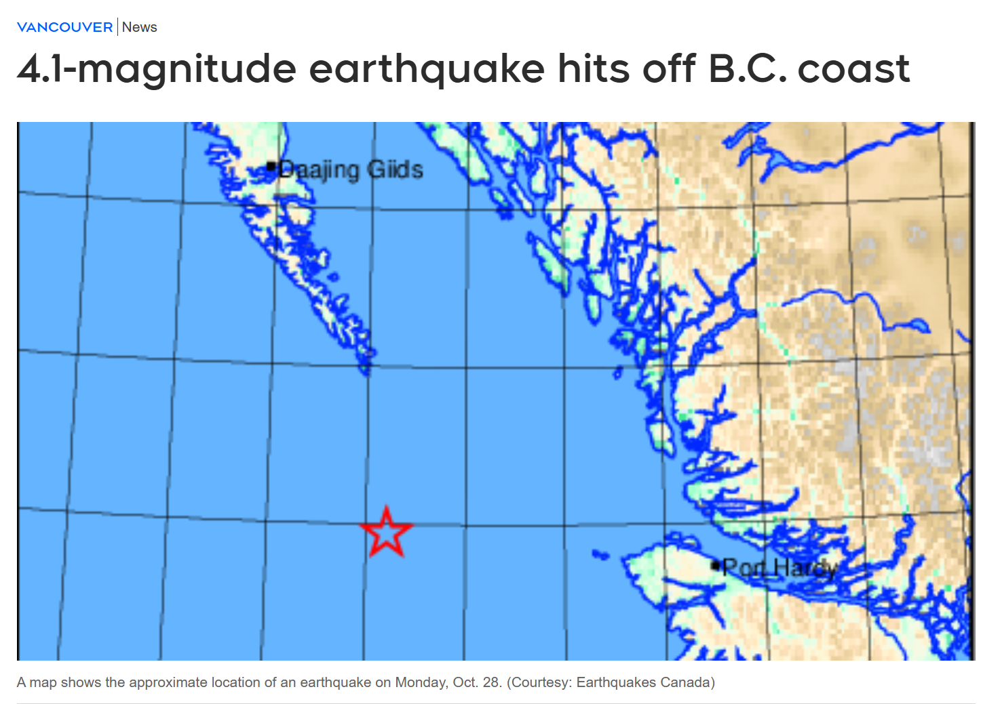 VANCOUVER | News
4.1-magnitude earthquake hits off B.C. coast
Daajing Giids
Port Hardy
A map shows the approximate location of an earthquake on Monday, Oct. 28. (Courtesy: Earthquakes Canada)